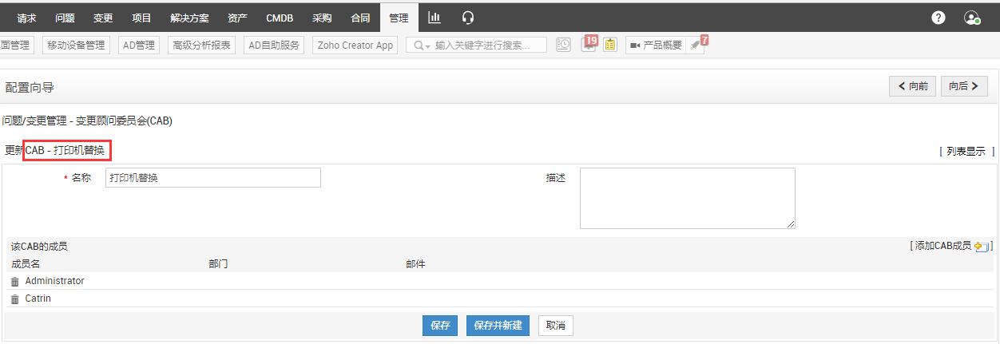 请求 问题 变更 项目 解决方案 资产 CMDB 采购 合同 管理
面管理 移动设备管理 AD管理 高级分析报表 AD自助服务 Zoho Creator App 输入关键字进行搜索... 19 产品概要 7
配置向导 向前 向后
问题/变更管理 - 变更顾问委员会(CAB)
更新CAB - 打印机替换 [ 列表显示 ]
* 名称 打印机替换 描述
该CAB的成员 [ 添加CAB成员 ]
成员名 部门 邮件
Administrator
Catrin
保存 保存并新建 取消